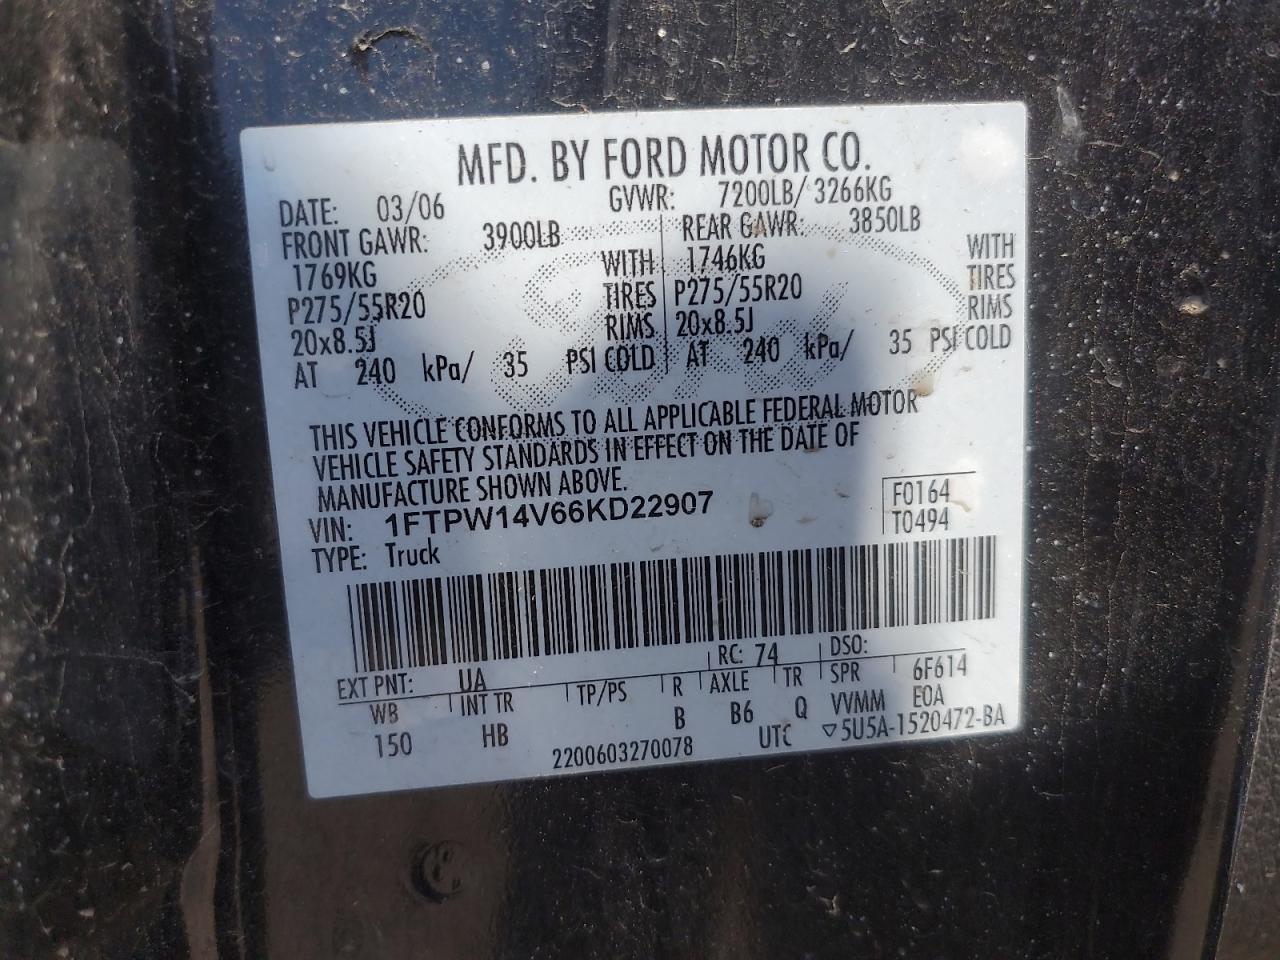 MFD. BY FORD MOTOR CO.
DATE: 03/06 GVWR: 7200LB/ 3266KG
FRONT GAWR: 3900LB REAR GAWR: 3850LB
1769KG WITH 1746KG WITH
P275/55R20 TIRES P275/55R20 TIRES
20x8.5J RIMS 20x8.5J RIMS
AT 240 kPa/ 35 PSI COLD AT 240 kPa/ 35 PSI COLD
THIS VEHICLE CONFORMS TO ALL APPLICABLE FEDERAL MOTOR
VEHICLE SAFETY STANDARDS IN EFFECT ON THE DATE OF
MANUFACTURE SHOWN ABOVE.
VIN: 1FTPW14V66KD22907 F0164
TYPE: Truck T0494
EXT PNT: UA RC: 74 DSO:
WB INT TR TP/PS R AXLE TR SPR 6F614
150 HB B B6 Q VVMM EOA
2200603270078 UTC ▽5U5A-1520472-BA